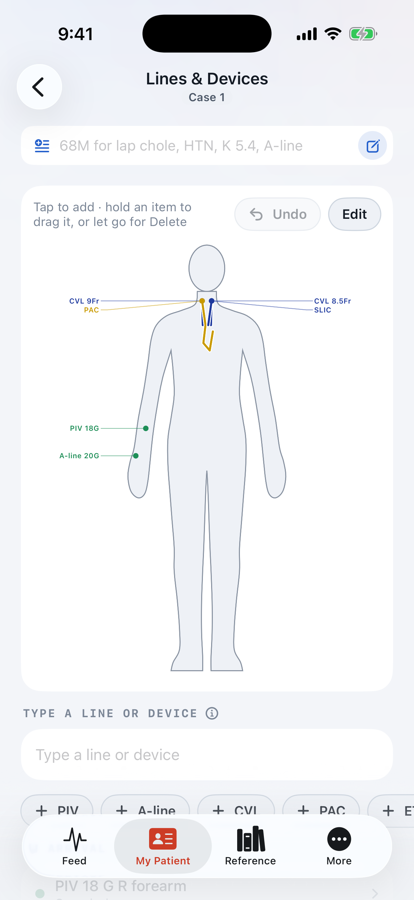 9:41
Lines & Devices
Case 1
68M for lap chole, HTN, K 5.4, A-line
Tap to add · hold an item to
drag it, or let go for Delete
Undo
Edit
CVL 9Fr
PAC
CVL 8.5Fr
SLIC
PIV 18G
A-line 20G
TYPE A LINE OR DEVICE
Type a line or device
+ PIV
+ A-line
+ CVL
+ PAC
Feed
My Patient
Reference
More
PIV 18 G R forearm